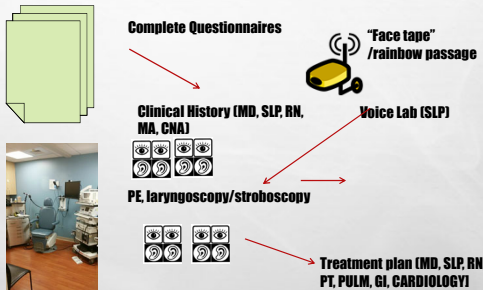 Complete Questionnaires
“Face tape”
/rainbow passage
Clinical History (MD, SLP, RN,
MA, CNA)
Voice Lab (SLP)
PE, laryngoscopy/stroboscopy
Treatment plan (MD, SLP, RN
PT, PULM, GI, CARDIOLOGY]